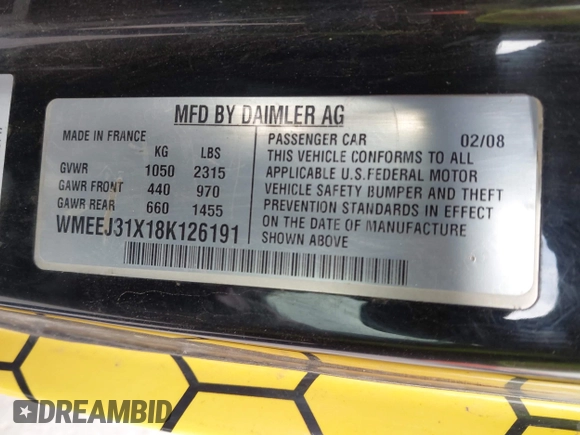 MFD BY DAIMLER AG
MADE IN FRANCE
KG LBS
GVWR 1050 2315
GAWR FRONT 440 970
GAWR REAR 660 1455
WMEEJ31X18K126191
PASSENGER CAR 02/08
THIS VEHICLE CONFORMS TO ALL
APPLICABLE U.S.FEDERAL MOTOR
VEHICLE SAFETY BUMPER AND THEFT
PREVENTION STANDARDS IN EFFECT
ON THE DATE OF MANUFACTURE
SHOWN ABOVE
DREAMBID